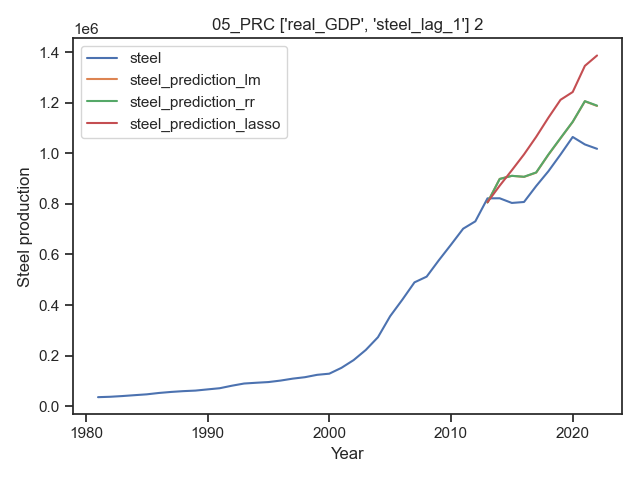 05_PRC ['real_GDP', 'steel_lag_1'] 2
1e6
steel
steel_prediction_lm
steel_prediction_rr
steel_prediction_lasso
1.4
1.2
1.0
0.8
0.6
0.4
0.2
0.0
Steel production
1980
1990
2000
2010
2020
Year